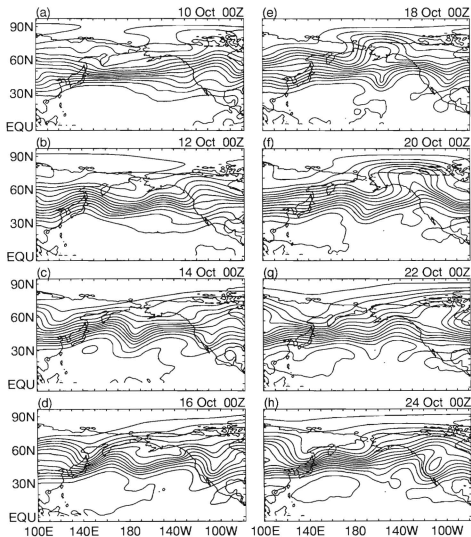 (a) 10 Oct 00Z
90N
60N
30N
EQU
(b) 12 Oct 00Z
90N
60N
30N
EQU
(c) 14 Oct 00Z
90N
60N
30N
EQU
(d) 16 Oct 00Z
90N
60N
30N
EQU
100E 140E 180 140W 100W
(e) 18 Oct 00Z
(f) 20 Oct 00Z
(g) 22 Oct 00Z
(h) 24 Oct 00Z
100E 140E 180 140W 100W